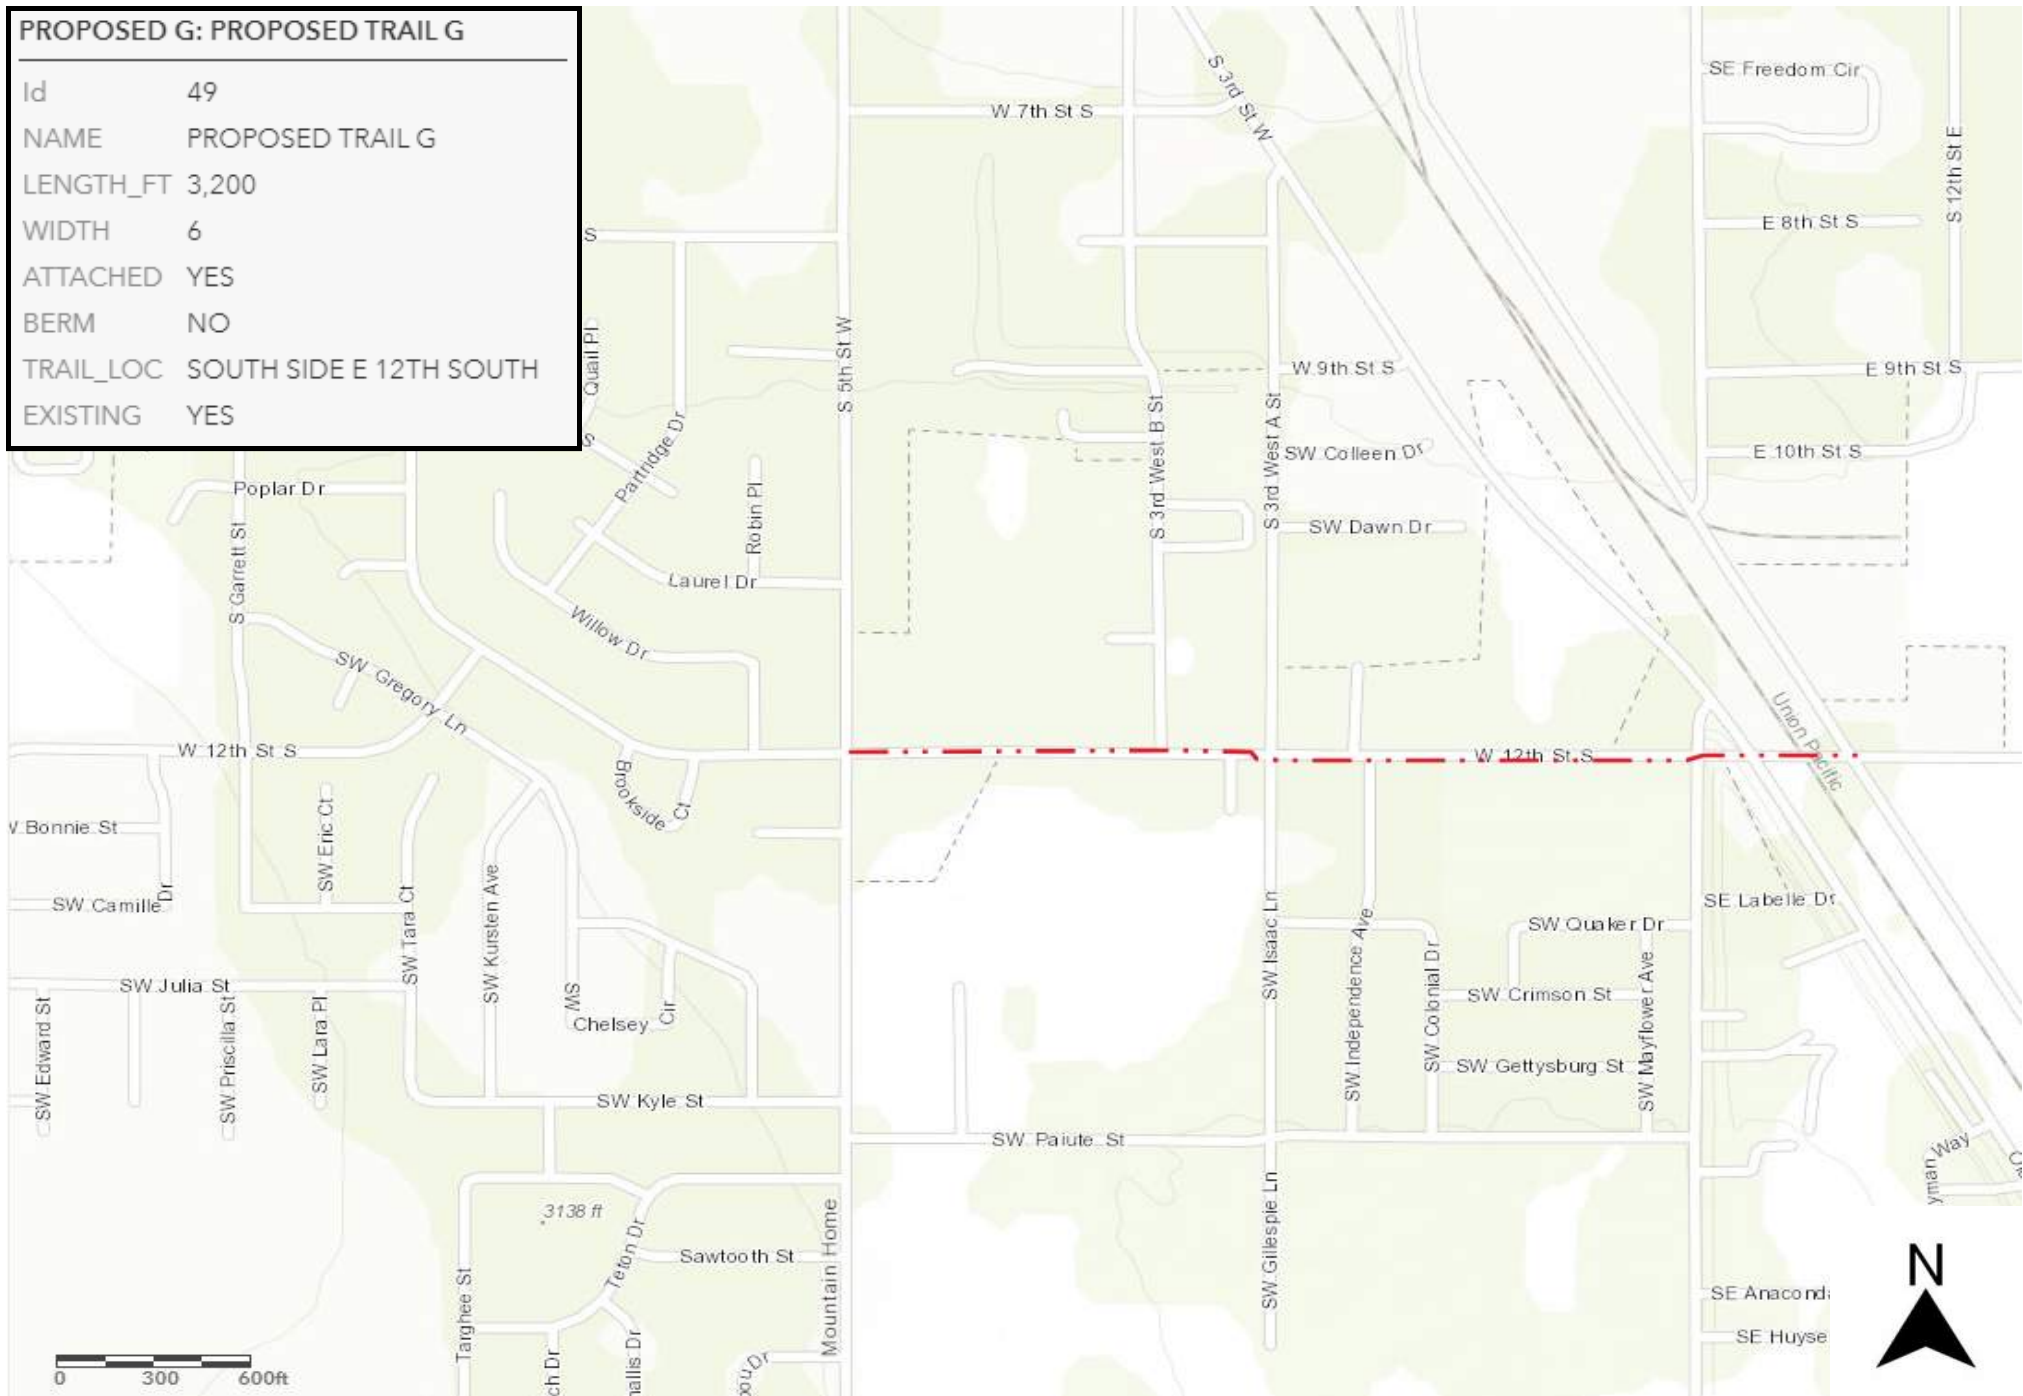 PROPOSED G: PROPOSED TRAIL G
Id 49
NAME PROPOSED TRAIL G
LENGTH_FT 3,200
WIDTH 6
ATTACHED YES
BERM NO
TRAIL_LOC SOUTH SIDE E 12TH SOUTH
EXISTING YES
S 3rd St W
SE Freedom Cir
W 7th St S
S 12th St E
E 8th St S
S
Quail Pl
S 5th St W
W 9th St S
E 9th St S
S
Partridge Dr
S 3rd West B St
S 3rd West A St
SW Colleen Dr
E 10th St S
Poplar Dr
Robin Pl
SW Dawn Dr
S Garrett St
Laurel Dr
Willow Dr
SW Gregory Ln
Union Pacific
W 12th St S
W 12th St S
Brookside Ct
W Bonnie St
SW Eric Ct
SW Camille Dr
SW Tara Ct
SW Kursten Ave
SW Isaac Ln
SW Independence Ave
SE Labelle Dr
SW Quaker Dr
SW Colonial Dr
SW Julia St
SW Crimson St
SW Mayflower Ave
SW Edward St
SW Priscilla St
SW Lara Pl
SW
Chelsey Cir
SW Gettysburg St
SW Kyle St
SW Paiute St
yman Way
3138 ft
Teton Dr
Mountain Home
SW Gillespie Ln
Sawtooth St
Targhee St
N
SE Anaconda
SE Huyse
ch Dr
nallis Dr
bou Dr
0 300 600ft